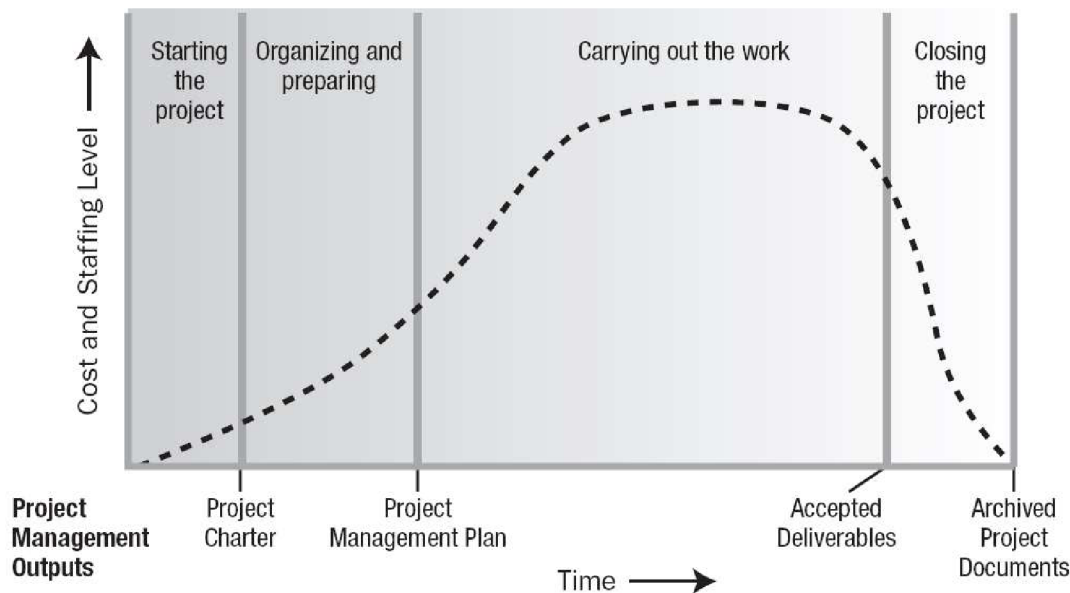 Starting
the
project
Organizing and
preparing
Carrying out the work
Closing
the
project
Cost and Staffing Level
Project
Management
Outputs
Project
Charter
Project
Management Plan
Accepted
Deliverables
Archived
Project
Documents
Time